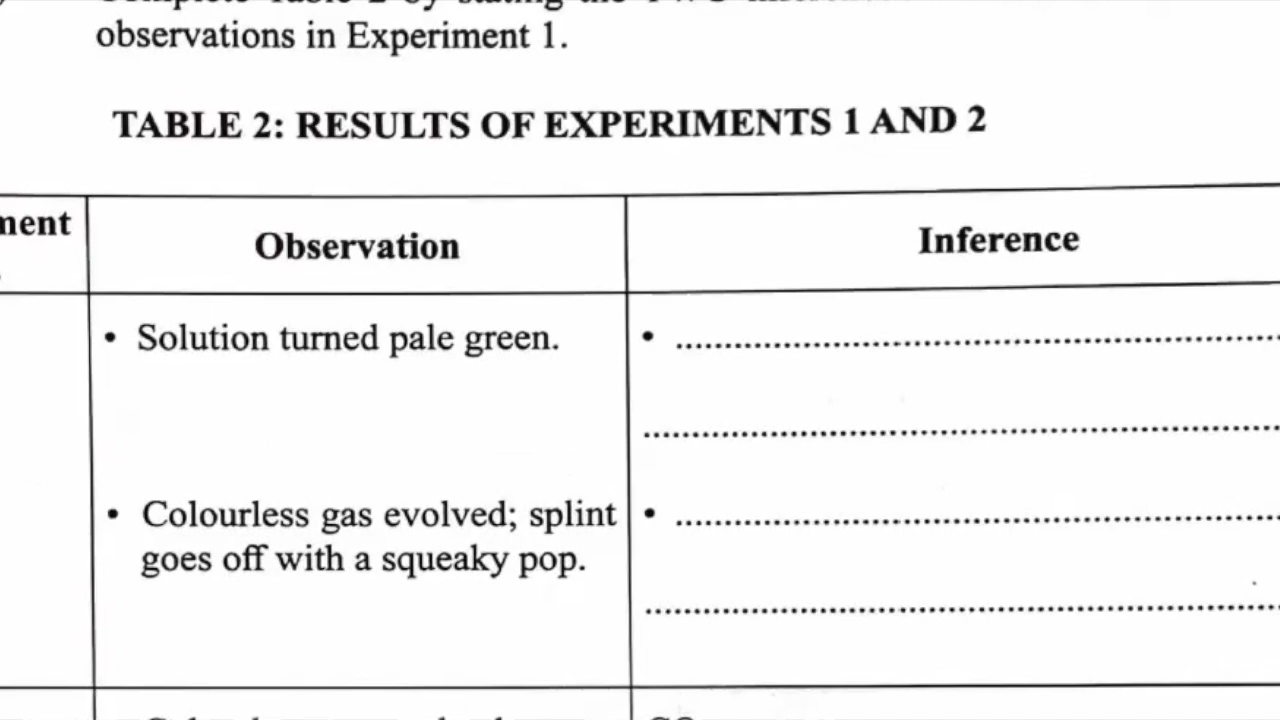 observations in Experiment 1.
TABLE 2: RESULTS OF EXPERIMENTS 1 AND 2
Observation
Inference
• Solution turned pale green.
• ....................
....................
• Colourless gas evolved; splint
goes off with a squeaky pop.
• ....................
....................